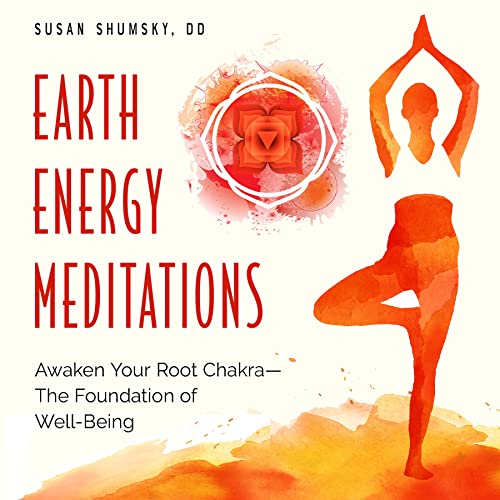 SUSAN SHUMSKY, DD
EARTH
ENERGY
MEDITATIONS
Awaken Your Root Chakra—
The Foundation of
Well-Being